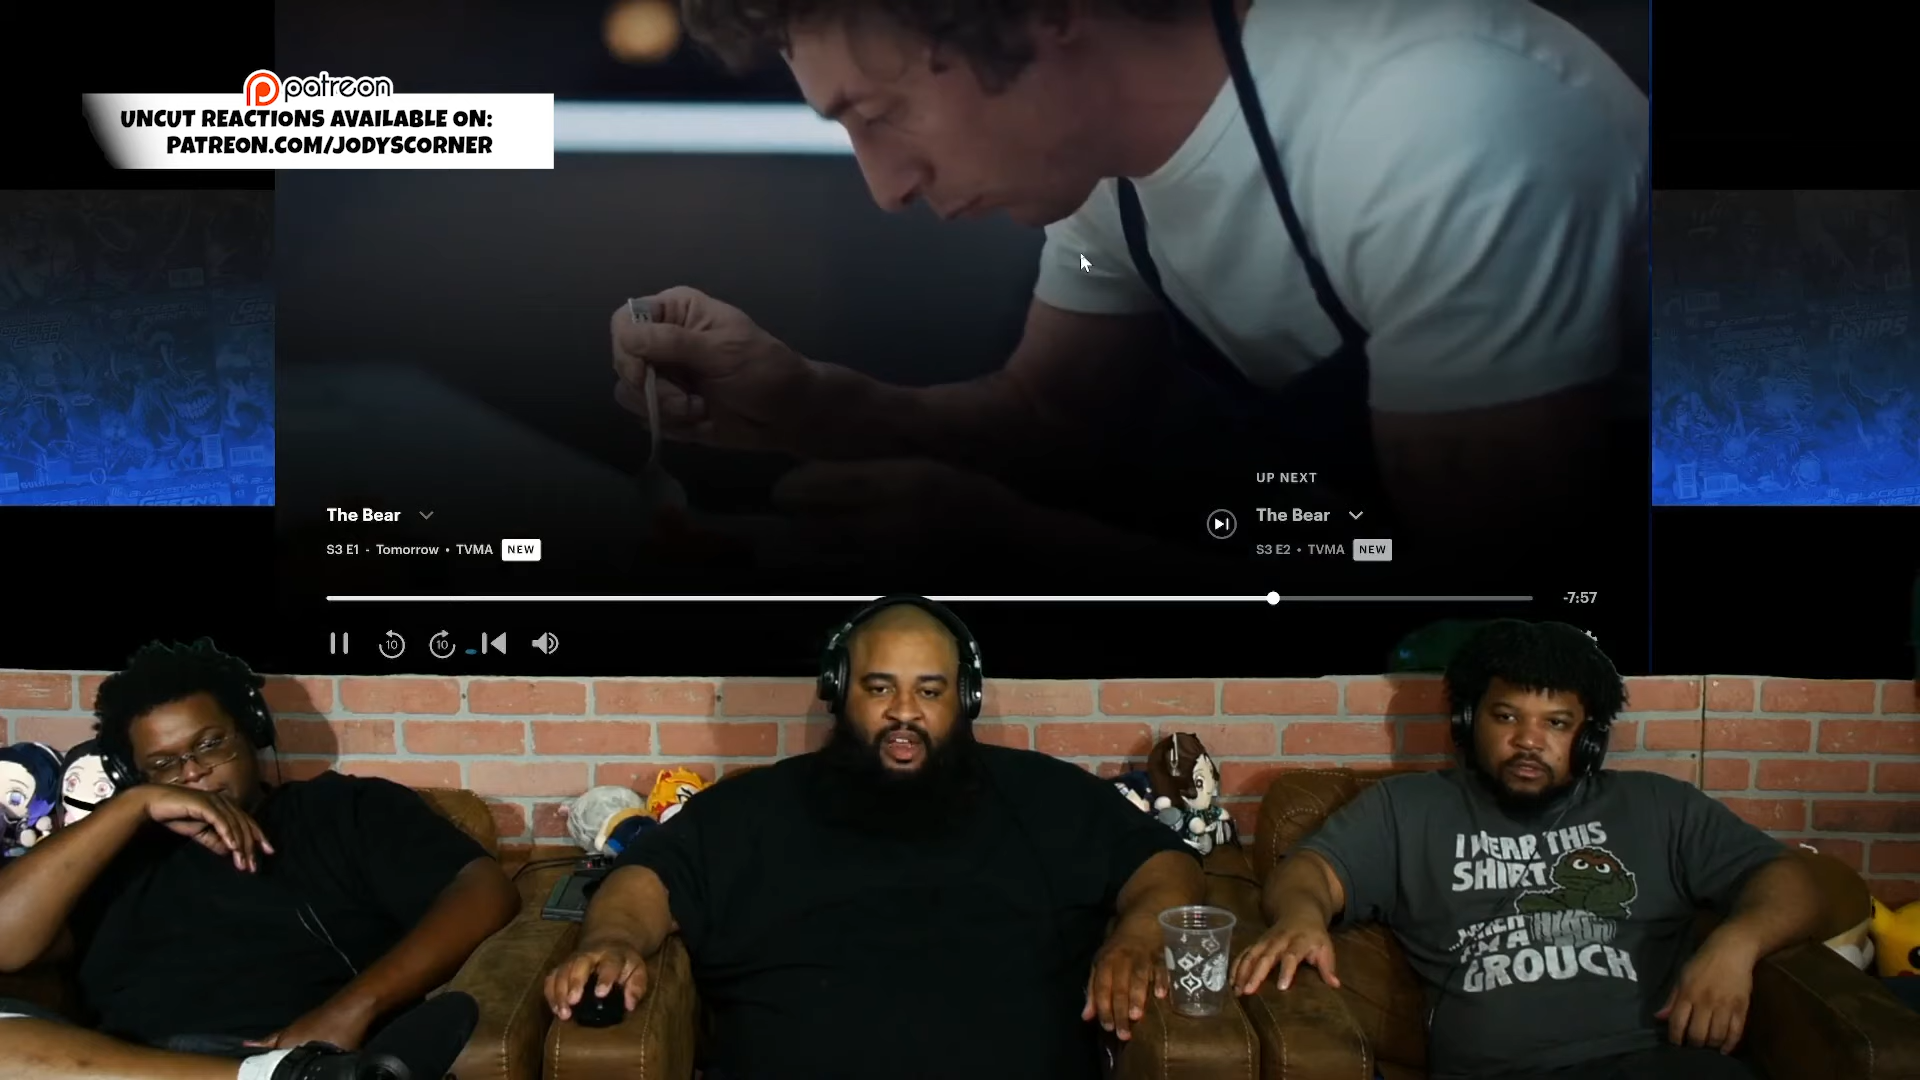 patreon
UNCUT REACTIONS AVAILABLE ON:
PATREON.COM/JODYSCORNER
UP NEXT
The Bear
The Bear
S3 E1 - Tomorrow • TVMA NEW
S3 E2 • TVMA NEW
-7:57
10
10
I WEAR THIS
SHIRT
WHEN
I'M A
GROUCH